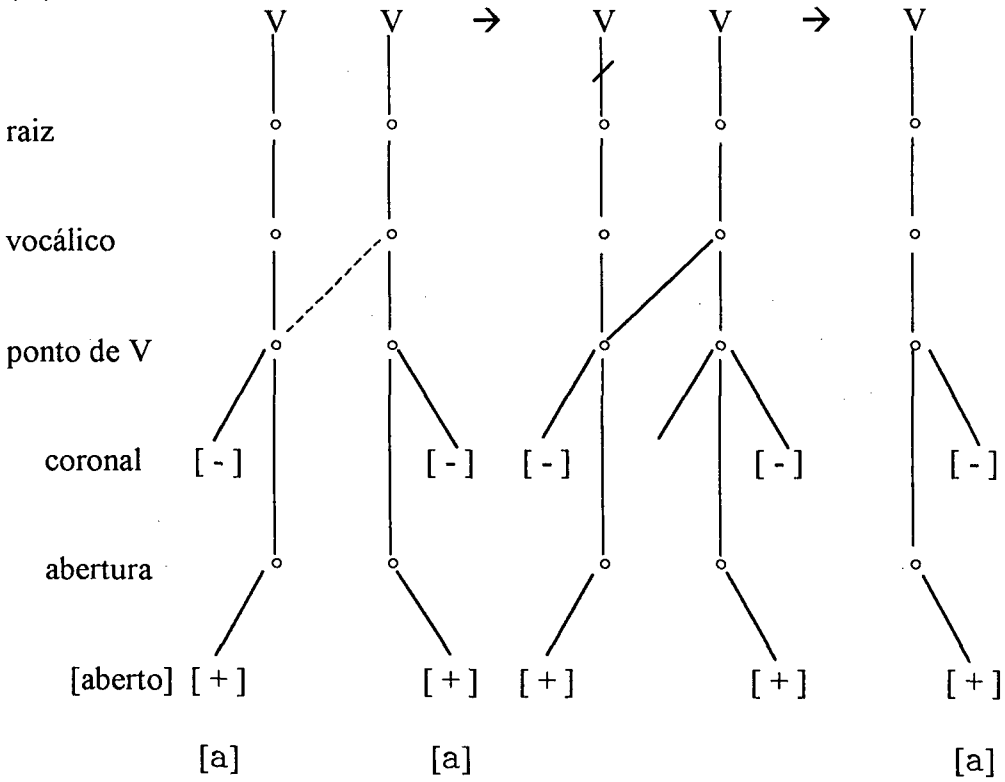 V V → V V → V
raiz
vocálico
ponto de V
coronal [ - ] [ - ] [ - ] [ - ] [ - ]
abertura
[aberto] [ + ] [ + ] [ + ] [ + ] [ + ]
[a] [a] [a]